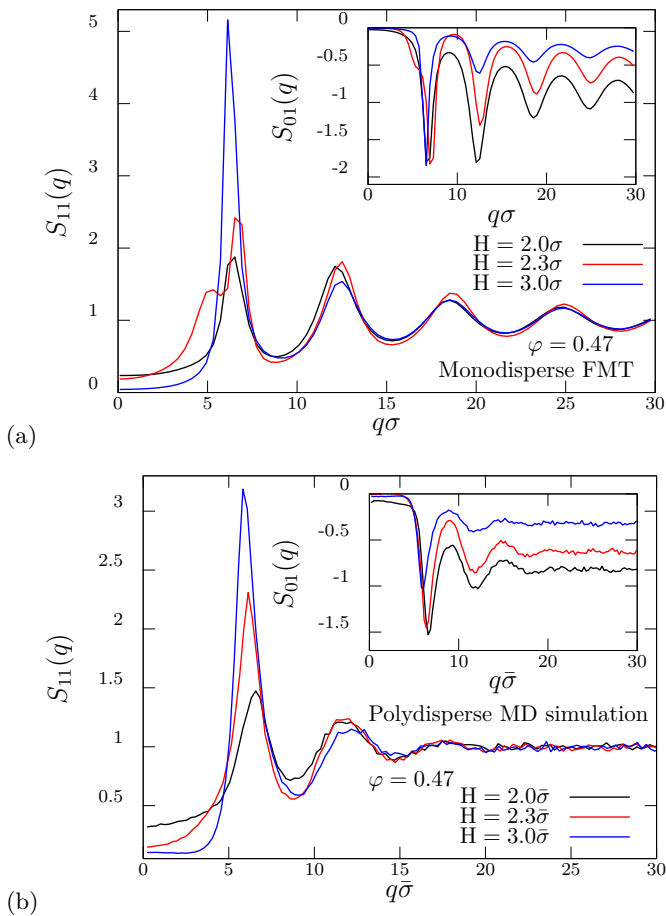 5
4
3
2
1
0
S₁₁(q)
0
5
10
15
20
25
30
qσ
0
-0.5
-1
-1.5
-2
S₀₁(q)
0
10
20
30
qσ
H = 2.0σ
H = 2.3σ
H = 3.0σ
φ = 0.47
Monodisperse FMT
(a)
3
2.5
2
1.5
1
0.5
S₁₁(q)
0
5
10
15
20
25
30
qσ̄
0
-0.5
-1
-1.5
S₀₁(q)
0
10
20
30
qσ̄
Polydisperse MD simulation
φ = 0.47
H = 2.0σ̄
H = 2.3σ̄
H = 3.0σ̄
(b)